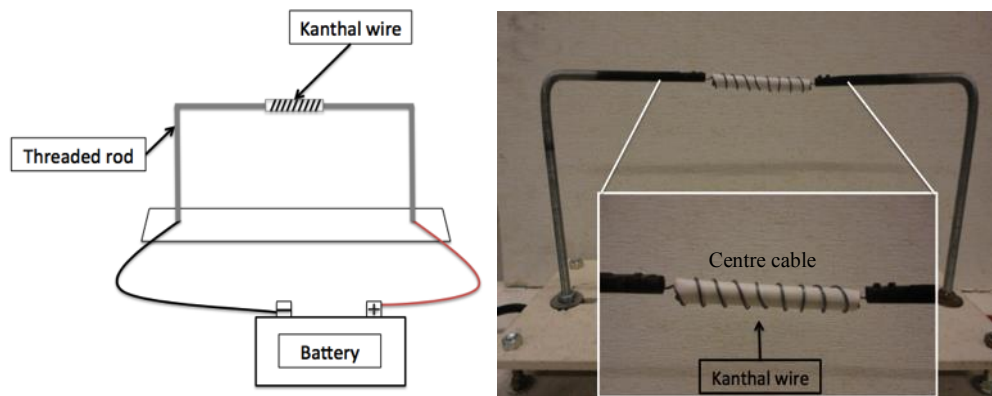 Kanthal wire
Threaded rod
− +
Battery
Centre cable
Kanthal wire